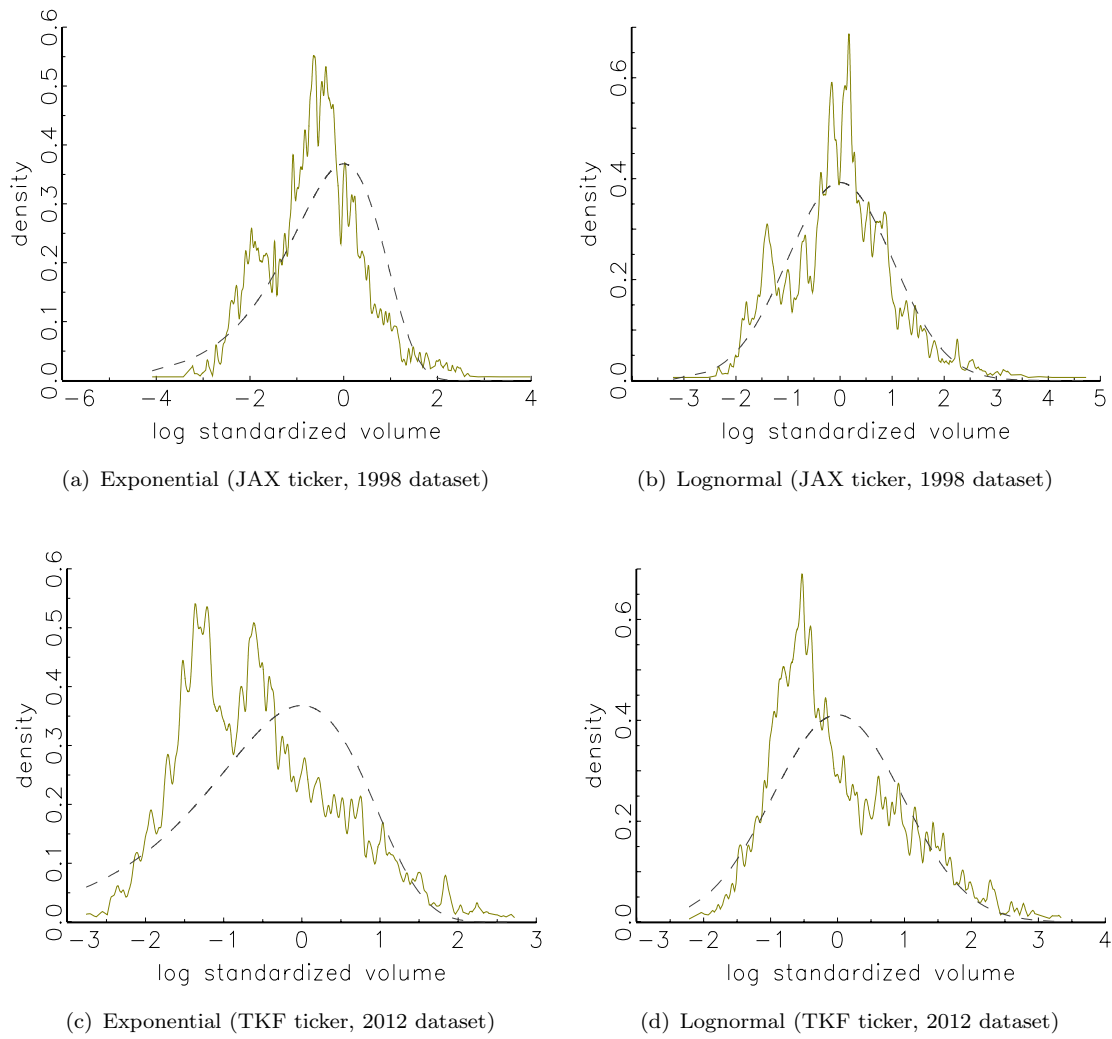 0.0 0.1 0.2 0.3 0.4 0.5 0.6
density
−6 −4 −2 0 2 4
log standardized volume
(a) Exponential (JAX ticker, 1998 dataset)
0.0 0.2 0.4 0.6
density
−3 −2 −1 0 1 2 3 4 5
log standardized volume
(b) Lognormal (JAX ticker, 1998 dataset)
0.0 0.1 0.2 0.3 0.4 0.5 0.6
density
−3 −2 −1 0 1 2 3
log standardized volume
(c) Exponential (TKF ticker, 2012 dataset)
0.0 0.2 0.4 0.6
density
−3 −2 −1 0 1 2 3 4
log standardized volume
(d) Lognormal (TKF ticker, 2012 dataset)